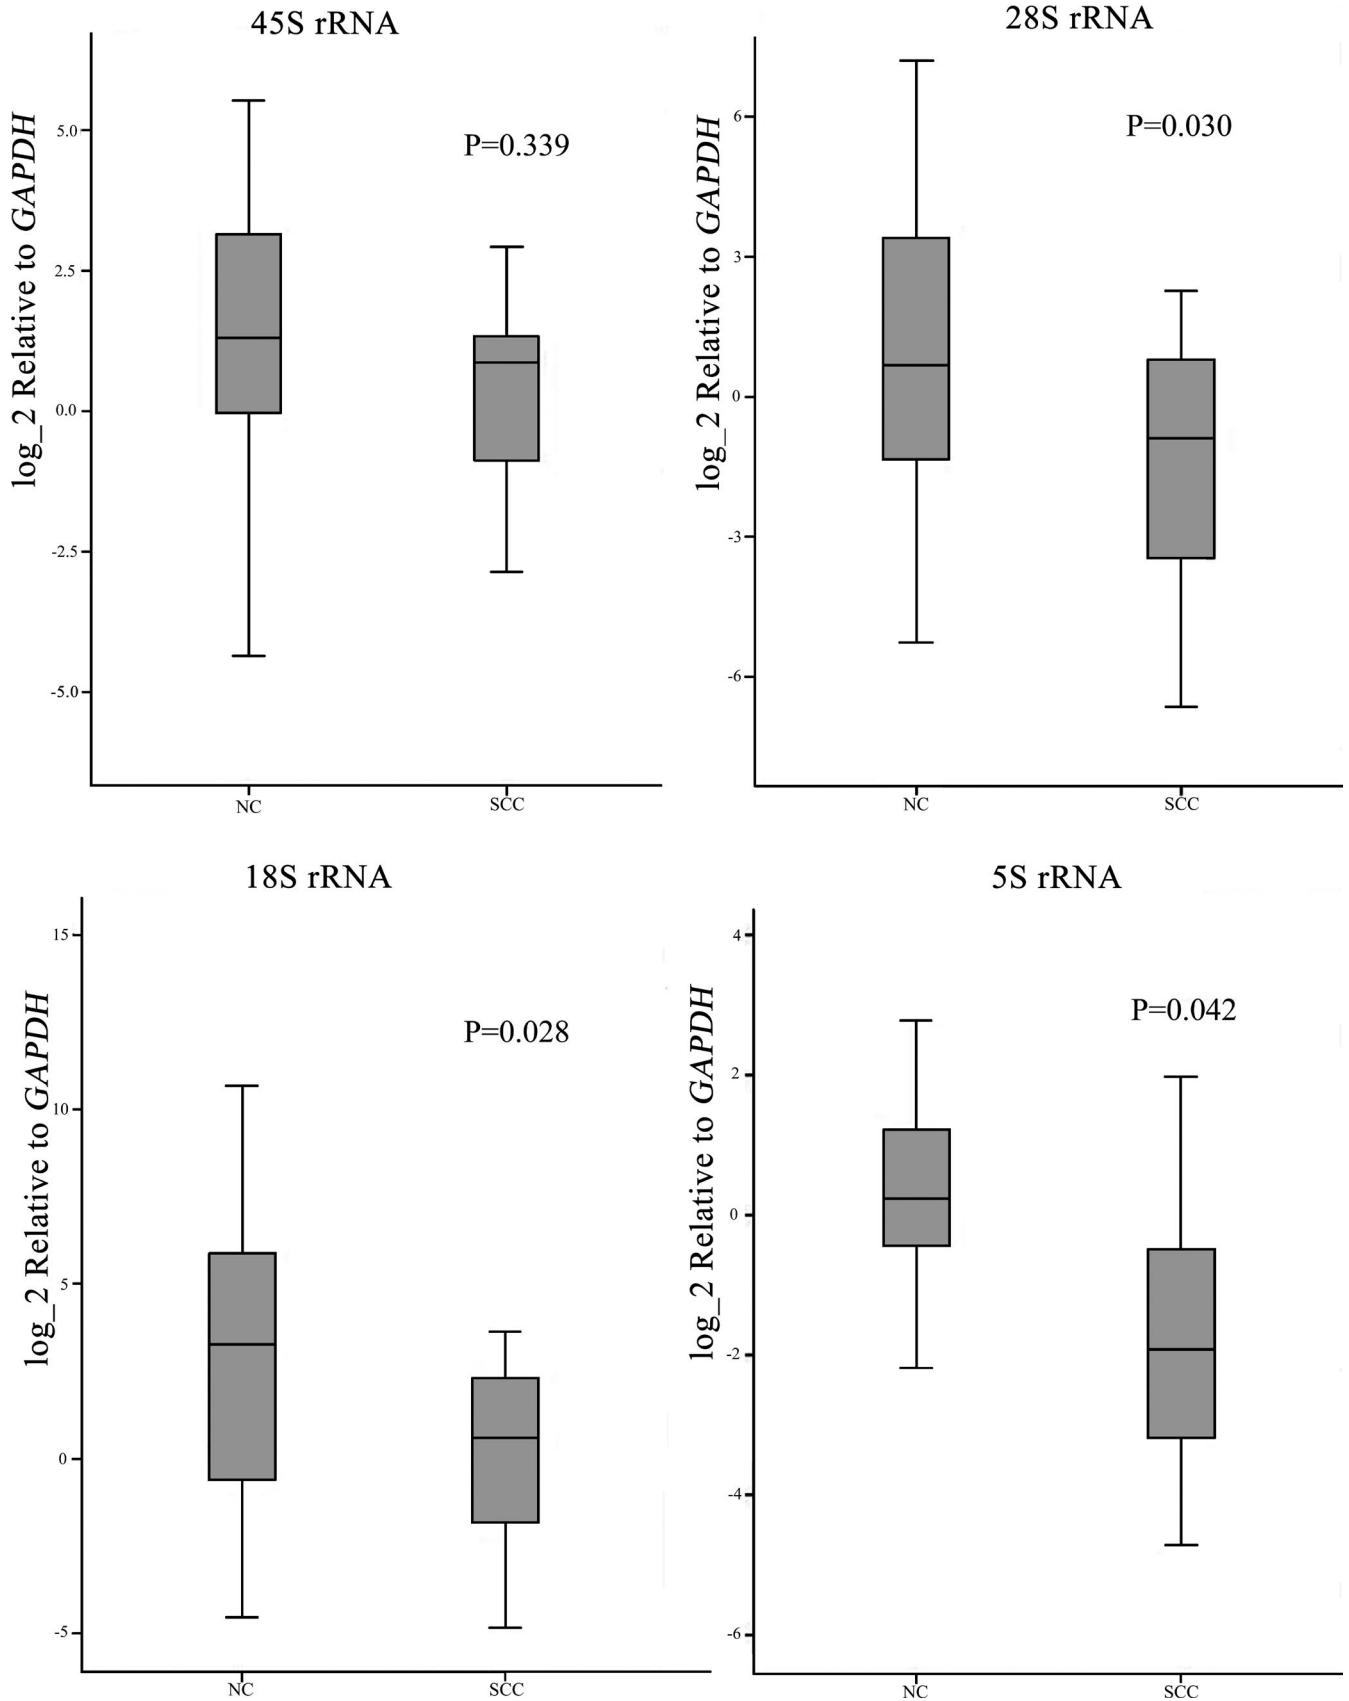 45S rRNA
log_2 Relative to GAPDH
5.0
2.5
0.0
-2.5
-5.0
P=0.339
NC
SCC
28S rRNA
log_2 Relative to GAPDH
6
3
0
-3
-6
P=0.030
NC
SCC
18S rRNA
log_2 Relative to GAPDH
15
10
5
0
-5
P=0.028
NC
SCC
5S rRNA
log_2 Relative to GAPDH
4
2
0
-2
-4
-6
P=0.042
NC
SCC